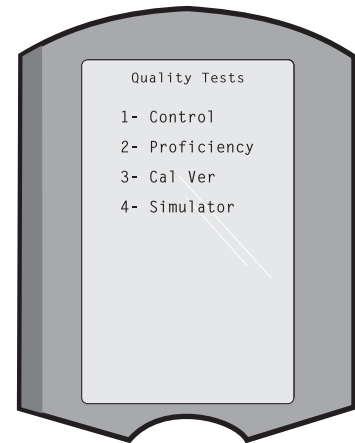 Quality Tests
1- Control
2- Proficiency
3- Cal Ver
4- Simulator